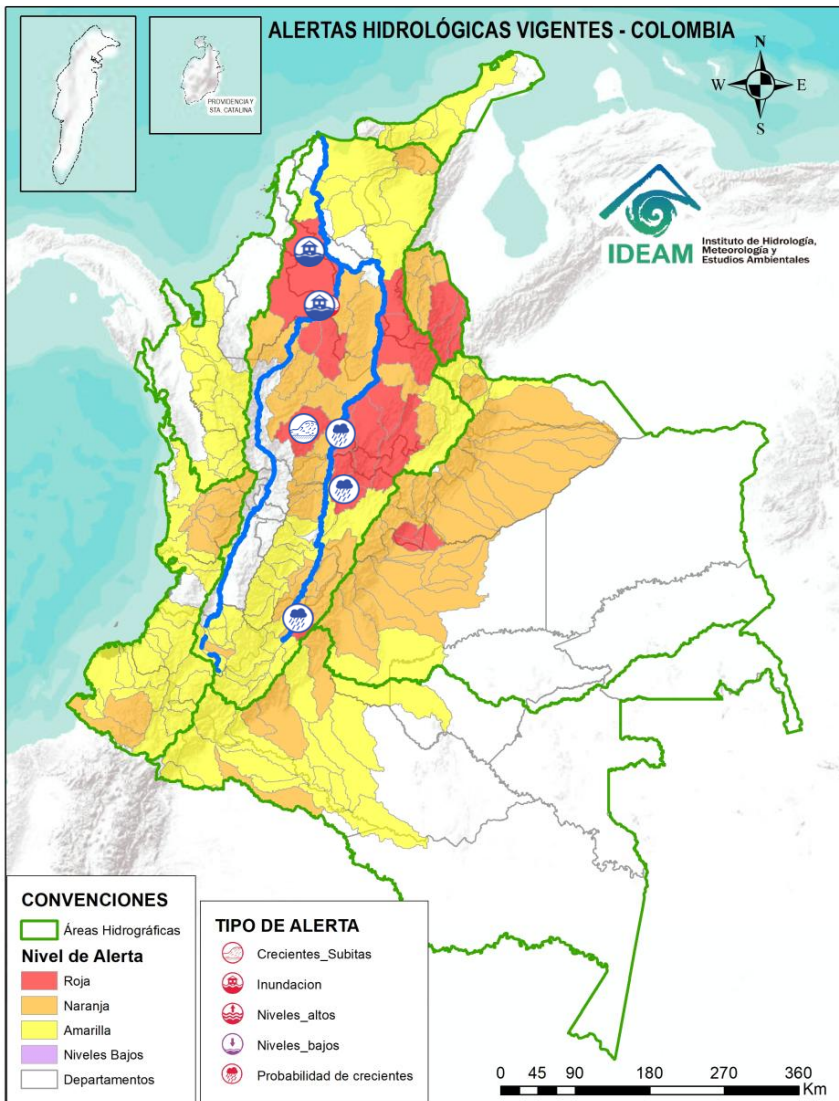 ALERTAS HIDROLÓGICAS VIGENTES - COLOMBIA
PROVIDENCIA Y
STA. CATALINA
N
W
E
S
IDEAM
Instituto de Hidrología,
Meteorología y
Estudios Ambientales
CONVENCIONES
Áreas Hidrográficas
Nivel de Alerta
Roja
Naranja
Amarilla
Niveles Bajos
Departamentos
TIPO DE ALERTA
Crecientes_Subitas
Inundacion
Niveles_altos
Niveles_bajos
Probabilidad de crecientes
0 45 90 180 270 360
Km